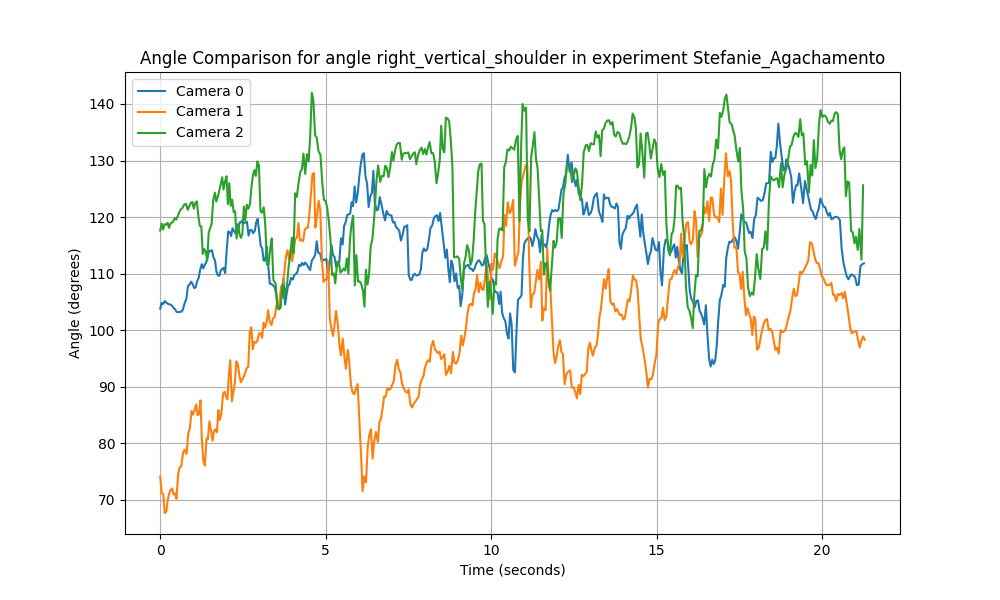 Angle Comparison for angle right_vertical_shoulder in experiment Stefanie_Agachamento
Camera 0
Camera 1
Camera 2
140
130
120
110
100
90
80
70
Angle (degrees)
0 5 10 15 20
Time (seconds)